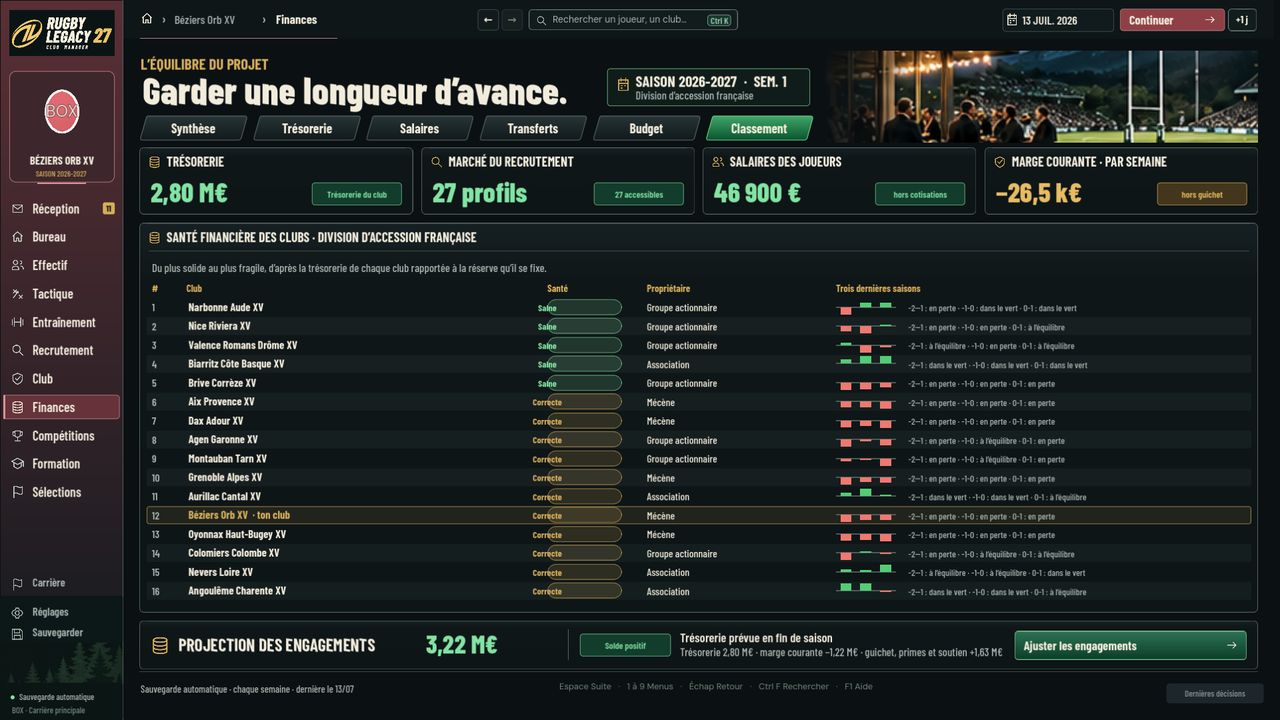 RUGBY
LEGACY 27
CLUB MANAGER
BOX
BÉZIERS ORB XV
SAISON 2026-2027
Réception 11
Bureau
Effectif
Tactique
Entraînement
Recrutement
Club
Finances
Compétitions
Formation
Sélections
Carrière
Réglages
Sauvegarder
Sauvegarde automatique
BOX · Carrière principale
› Béziers Orb XV › Finances
← → Rechercher un joueur, un club... Ctrl K
13 JUIL. 2026 Continuer → +1 j
L'ÉQUILIBRE DU PROJET
Garder une longueur d'avance.
SAISON 2026-2027 · SEM. 1
Division d'accession française
Synthèse Trésorerie Salaires Transferts Budget Classement
TRÉSORERIE
2,80 M€ Trésorerie du club
MARCHÉ DU RECRUTEMENT
27 profils 27 accessibles
SALAIRES DES JOUEURS
46 900 € hors cotisations
MARGE COURANTE · PAR SEMAINE
−26,5 k€ hors guichet
SANTÉ FINANCIÈRE DES CLUBS · DIVISION D'ACCESSION FRANÇAISE
Du plus solide au plus fragile, d'après la trésorerie de chaque club rapportée à la réserve qu'il se fixe.
# Club Santé Propriétaire Trois dernières saisons
1 Narbonne Aude XV Saine Groupe actionnaire -2–-1 : en perte · -1-0 : dans le vert · 0-1 : dans le vert
2 Nice Riviera XV Saine Groupe actionnaire -2–-1 : en perte · -1-0 : en perte · 0-1 : à l'équilibre
3 Valence Romans Drôme XV Saine Groupe actionnaire -2–-1 : à l'équilibre · -1-0 : en perte · 0-1 : à l'équilibre
4 Biarritz Côte Basque XV Saine Association -2–-1 : dans le vert · -1-0 : dans le vert · 0-1 : dans le vert
5 Brive Corrèze XV Saine Groupe actionnaire -2–-1 : en perte · -1-0 : en perte · 0-1 : en perte
6 Aix Provence XV Correcte Mécène -2–-1 : en perte · -1-0 : en perte · 0-1 : en perte
7 Dax Adour XV Correcte Mécène -2–-1 : en perte · -1-0 : en perte · 0-1 : en perte
8 Agen Garonne XV Correcte Groupe actionnaire -2–-1 : en perte · -1-0 : à l'équilibre · 0-1 : en perte
9 Montauban Tarn XV Correcte Groupe actionnaire -2–-1 : en perte · -1-0 : à l'équilibre · 0-1 : en perte
10 Grenoble Alpes XV Correcte Mécène -2–-1 : en perte · -1-0 : en perte · 0-1 : en perte
11 Aurillac Cantal XV Correcte Association -2–-1 : dans le vert · -1-0 : dans le vert · 0-1 : à l'équilibre
12 Béziers Orb XV · ton club Correcte Mécène -2–-1 : en perte · -1-0 : en perte · 0-1 : en perte
13 Oyonnax Haut-Bugey XV Correcte Mécène -2–-1 : en perte · -1-0 : en perte · 0-1 : en perte
14 Colomiers Colombe XV Correcte Groupe actionnaire -2–-1 : en perte · -1-0 : à l'équilibre · 0-1 : à l'équilibre
15 Nevers Loire XV Correcte Association -2–-1 : à l'équilibre · -1-0 : à l'équilibre · 0-1 : dans le vert
16 Angoulême Charente XV Correcte Association -2–-1 : dans le vert · -1-0 : dans le vert · 0-1 : à l'équilibre
PROJECTION DES ENGAGEMENTS 3,22 M€ Solde positif
Trésorerie prévue en fin de saison
Trésorerie 2,80 M€ · marge courante −1,22 M€ · guichet, primes et soutien +1,63 M€
Ajuster les engagements →
Sauvegarde automatique · chaque semaine · dernière le 13/07
Espace Suite · 1 à 9 Menus · Échap Retour · Ctrl F Rechercher · F1 Aide
Dernières décisions